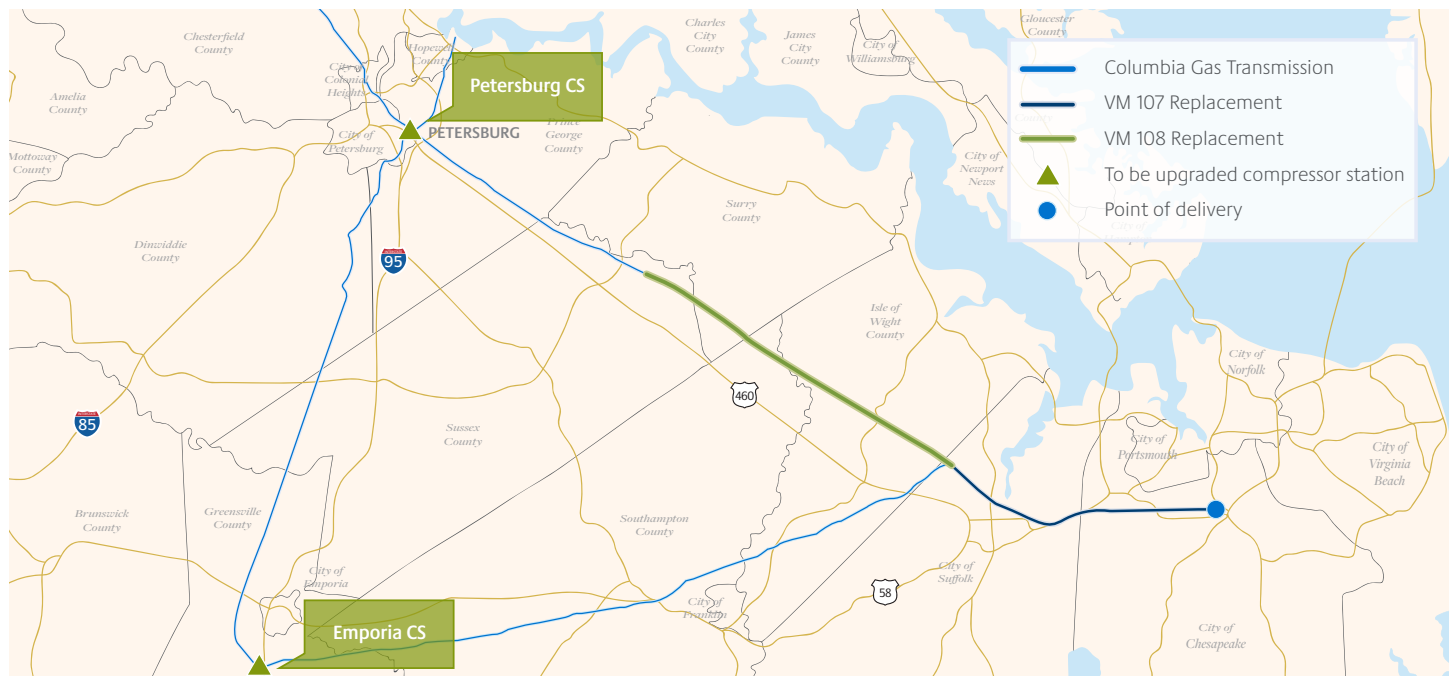 Chesterfield
County
Hopewell
County
Charles
City
County
James
City
County
City of
Williamsburg
Gloucester
County
City of
Colonial
Heights
Amelia
County
Petersburg CS
PETERSBURG
City of
Petersburg
Prince
George
County
Mottoway
County
City of
Newport
News
County
City of
Columbia Gas Transmission
VM 107 Replacement
VM 108 Replacement
To be upgraded compressor station
Point of delivery
Surry
County
Dinwiddie
County
95
Isle of
Wight
County
City of
Norfolk
460
85
Sussex
County
City of
Portsmouth
City of
Virginia
Beach
Brunswick
County
Greensville
County
Southampton
County
City of
Emporia
City of
Suffolk
58
City of
Franklin
Emporia CS
City of
Chesapeake